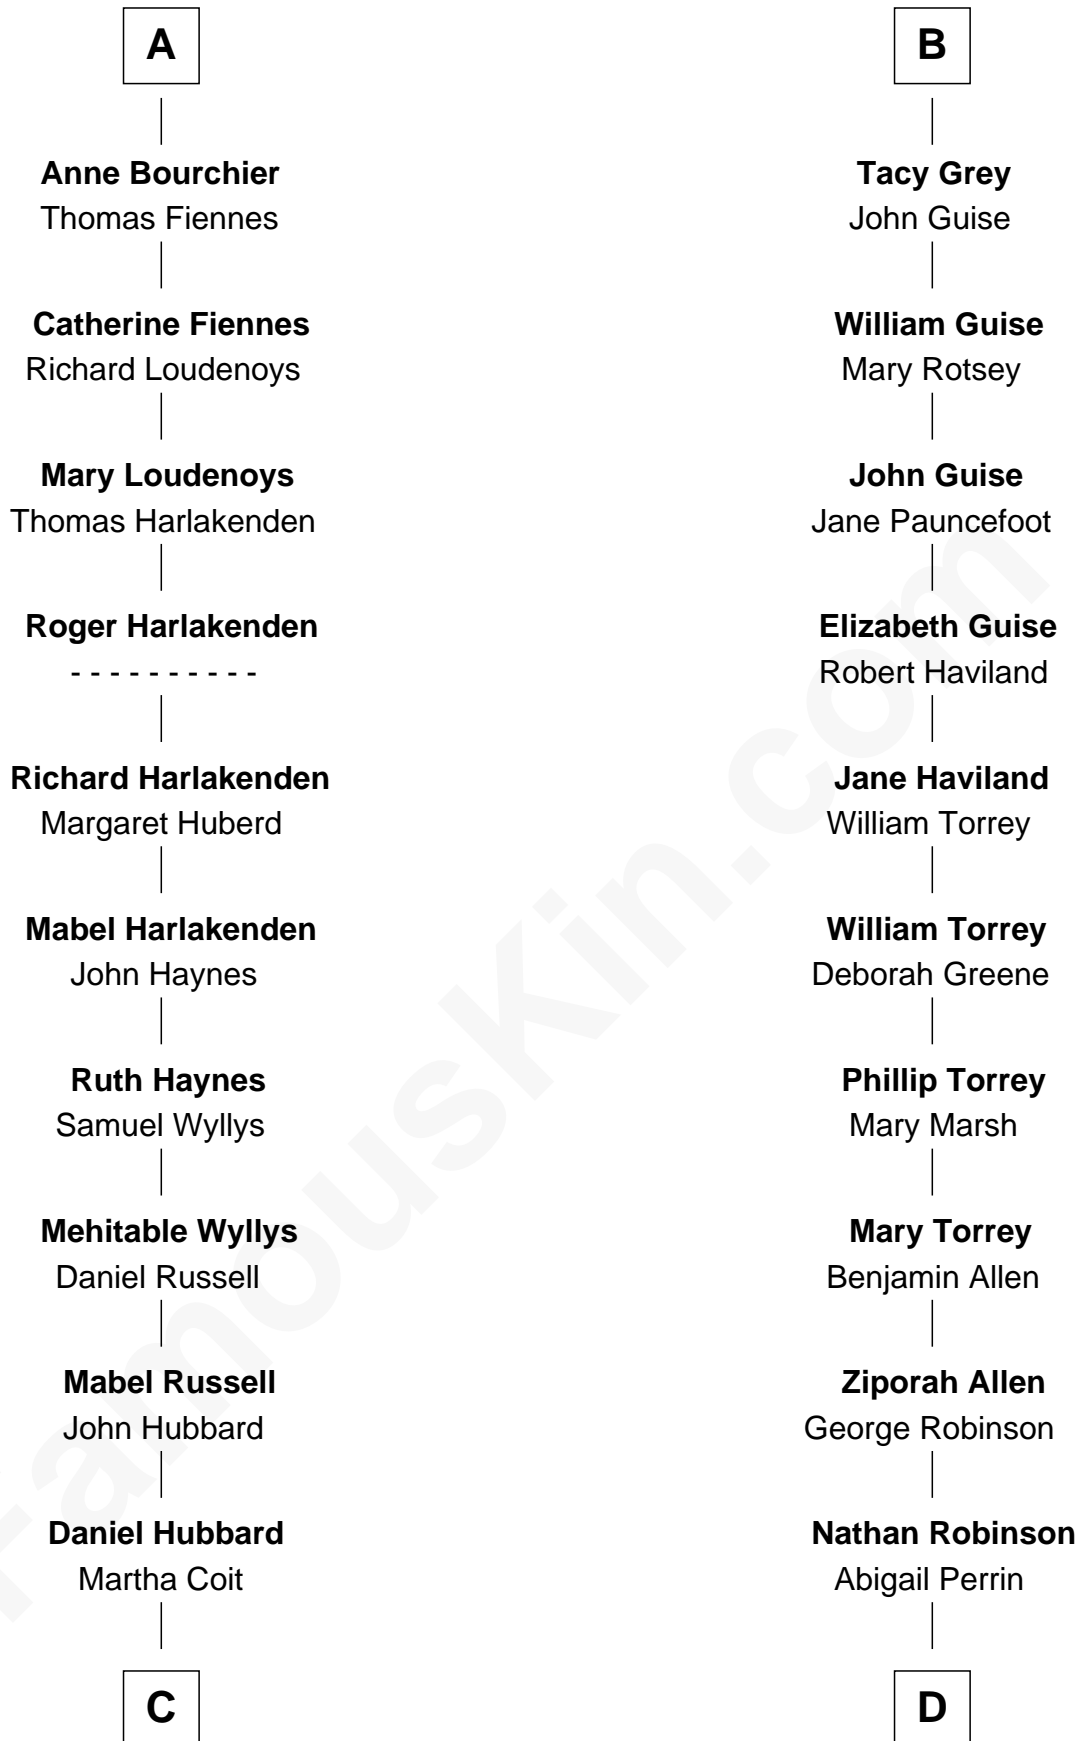 A
Anne Bourchier
Thomas Fiennes
Catherine Fiennes
Richard Loudenoys
Mary Loudenoys
Thomas Harlakenden
Roger Harlakenden
- - - - - - - - - -
Richard Harlakenden
Margaret Huberd
Mabel Harlakenden
John Haynes
Ruth Haynes
Samuel Wyllys
Mehitable Wyllys
Daniel Russell
Mabel Russell
John Hubbard
Daniel Hubbard
Martha Coit
C
B
Tacy Grey
John Guise
William Guise
Mary Rotsey
John Guise
Jane Pauncefoot
Elizabeth Guise
Robert Haviland
Jane Haviland
William Torrey
William Torrey
Deborah Greene
Phillip Torrey
Mary Marsh
Mary Torrey
Benjamin Allen
Ziporah Allen
George Robinson
Nathan Robinson
Abigail Perrin
D
FamousKin.com